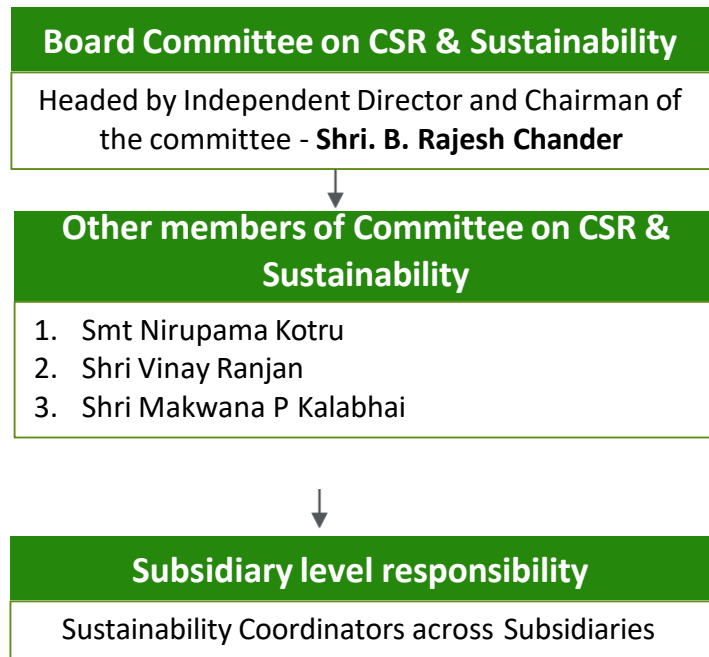 Board Committee on CSR & Sustainability
Headed by Independent Director and Chairman of
the committee - Shri. B. Rajesh Chander
Other members of Committee on CSR &
Sustainability
1. Smt Nirupama Kotru
2. Shri Vinay Ranjan
3. Shri Makwana P Kalabhai
Subsidiary level responsibility
Sustainability Coordinators across Subsidiaries